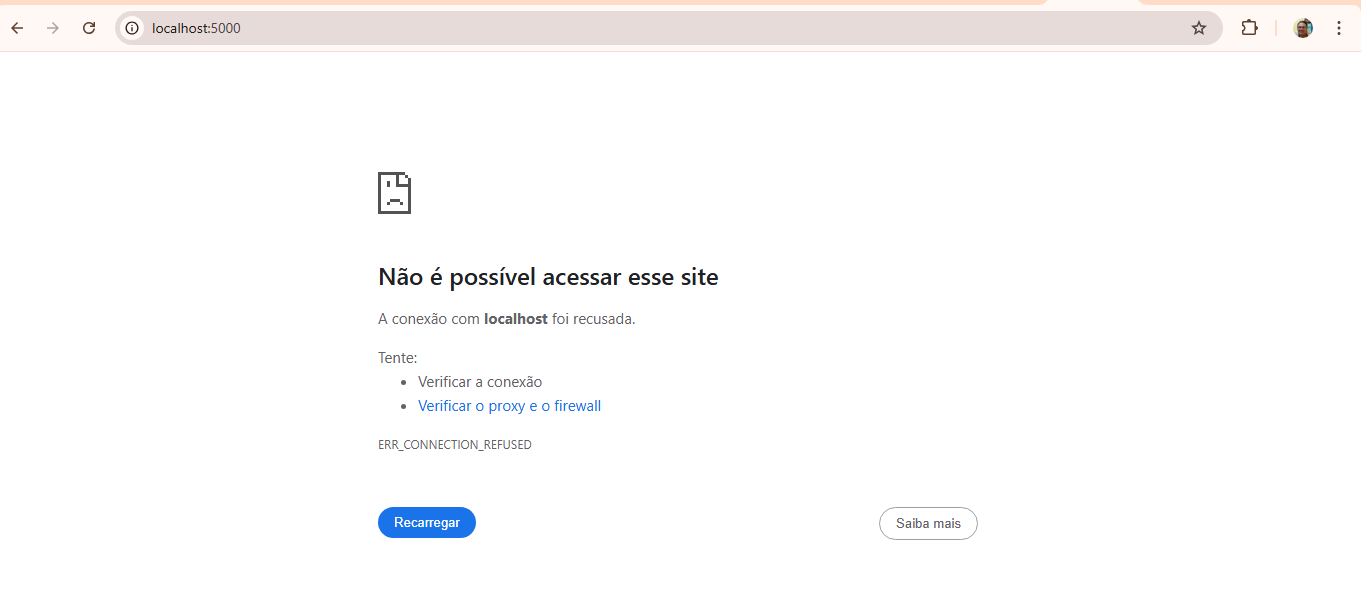 localhost:5000
Não é possível acessar esse site
A conexão com localhost foi recusada.
Tente:
Verificar a conexão
Verificar o proxy e o firewall
ERR_CONNECTION_REFUSED
Recarregar
Saiba mais